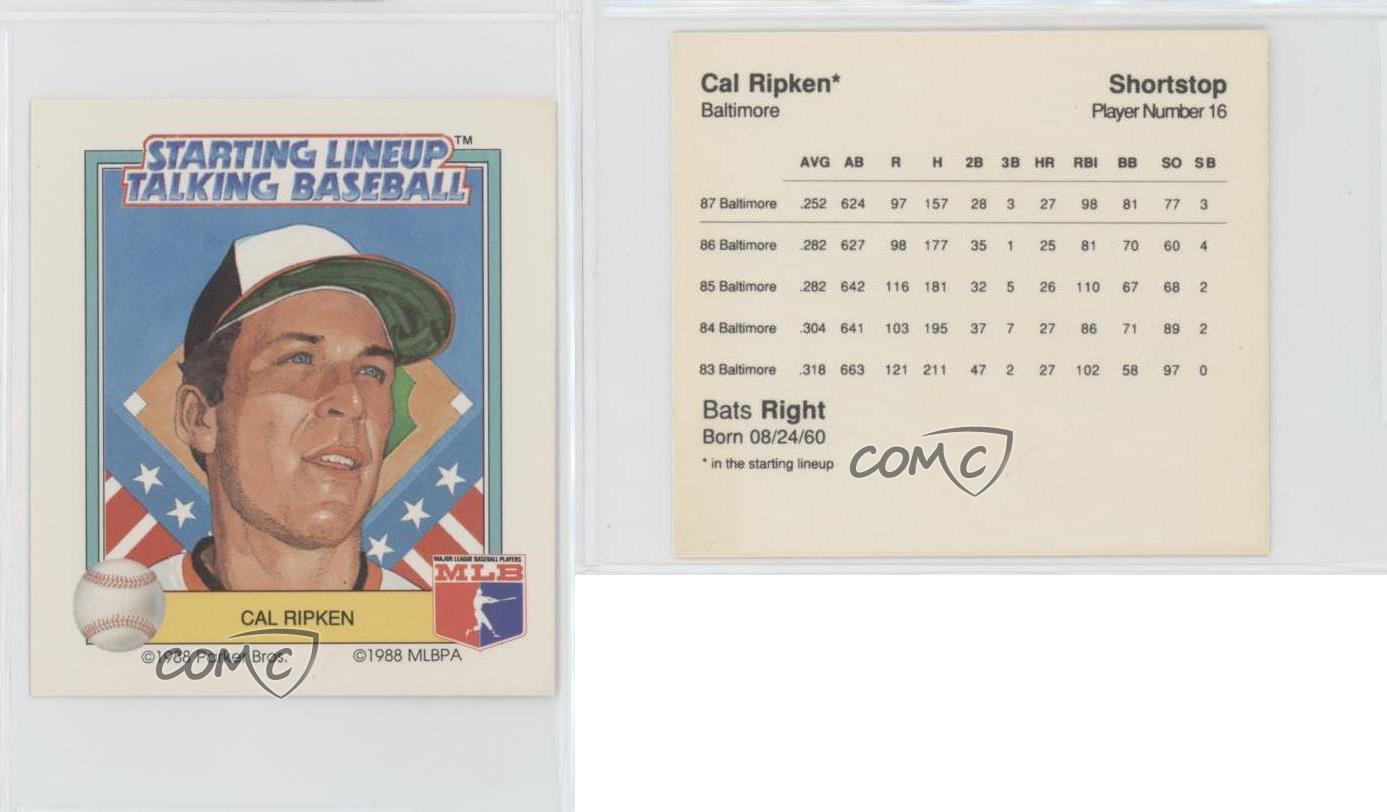 STARTING LINEUP™
TALKING BASEBALL
MAJOR LEAGUE BASEBALL PLAYERS
MLB
CAL RIPKEN
©1988 Parker Bros. ©1988 MLBPA
COMC
Cal Ripken* Shortstop
Baltimore Player Number 16
AVG AB R H 2B 3B HR RBI BB SO SB
87 Baltimore .252 624 97 157 28 3 27 98 81 77 3
86 Baltimore .282 627 98 177 35 1 25 81 70 60 4
85 Baltimore .282 642 116 181 32 5 26 110 67 68 2
84 Baltimore .304 641 103 195 37 7 27 86 71 89 2
83 Baltimore .318 663 121 211 47 2 27 102 58 97 0
Bats Right
Born 08/24/60
* in the starting lineup
COMC